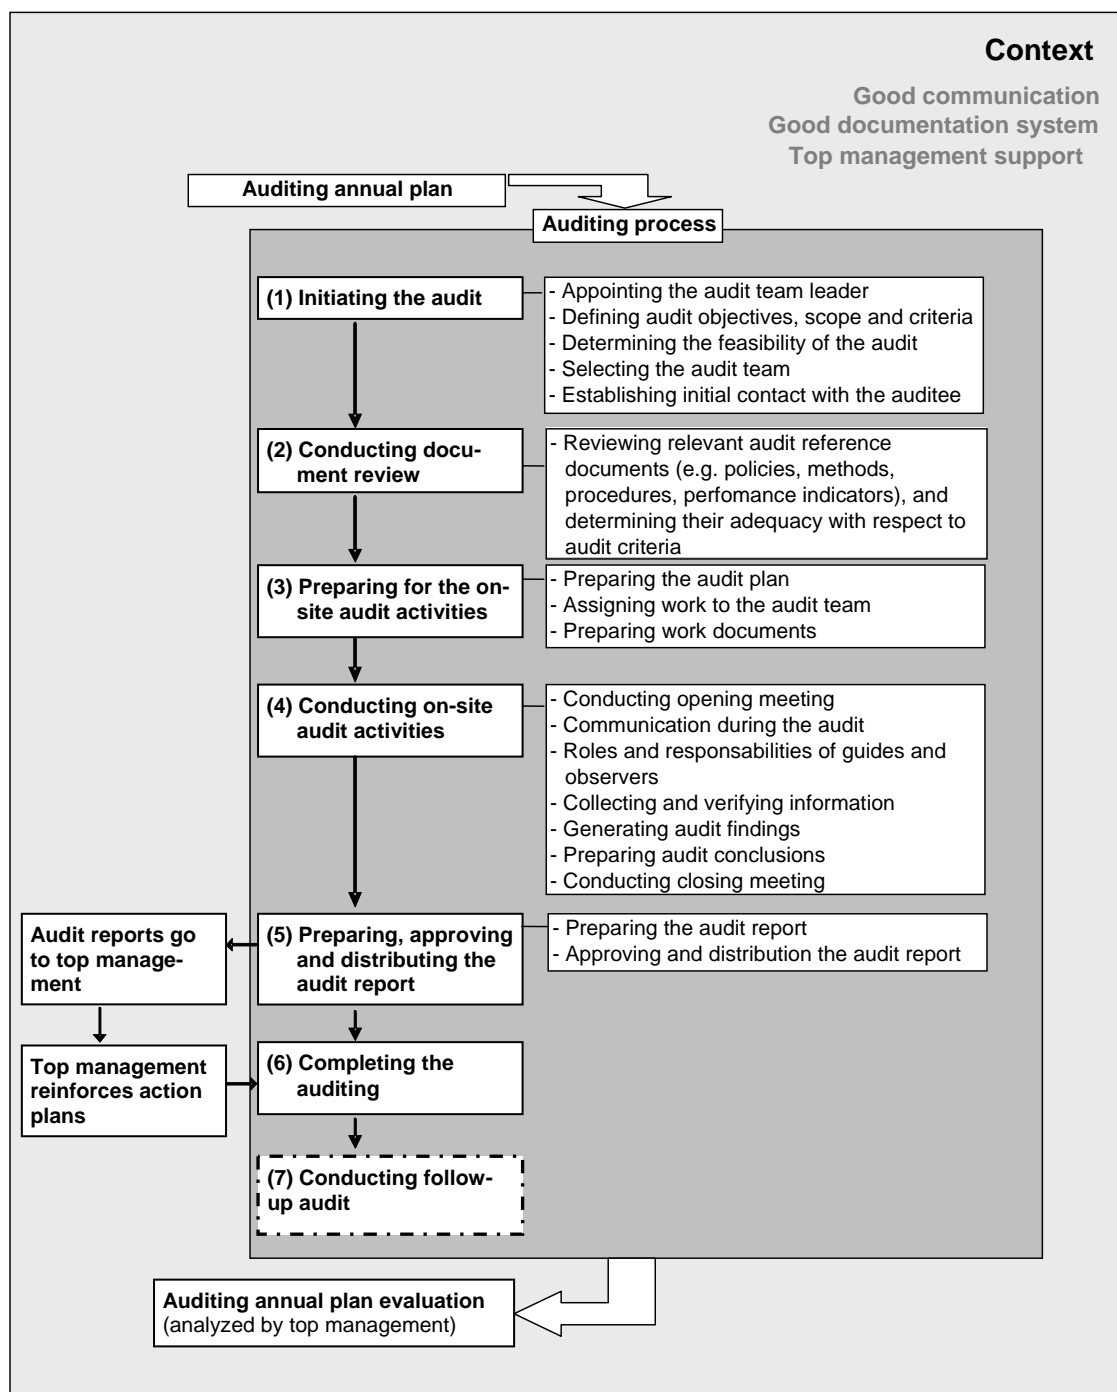 Context
Good communication
Good documentation system
Top management support
Auditing annual plan
Auditing process
(1) Initiating the audit
- Appointing the audit team leader
- Defining audit objectives, scope and criteria
- Determining the feasibility of the audit
- Selecting the audit team
- Establishing initial contact with the auditee
(2) Conducting docu-
ment review
- Reviewing relevant audit reference
documents (e.g. policies, methods,
procedures, perfomance indicators), and
determining their adequacy with respect to
audit criteria
(3) Preparing for the on-
site audit activities
- Preparing the audit plan
- Assigning work to the audit team
- Preparing work documents
(4) Conducting on-site
audit activities
- Conducting opening meeting
- Communication during the audit
- Roles and responsabilities of guides and
observers
- Collecting and verifying information
- Generating audit findings
- Preparing audit conclusions
- Conducting closing meeting
(5) Preparing, approving
and distributing the
audit report
- Preparing the audit report
- Approving and distribution the audit report
Audit reports go
to top manage-
ment
Top management
reinforces action
plans
(6) Completing the
auditing
(7) Conducting follow-
up audit
Auditing annual plan evaluation
(analyzed by top management)